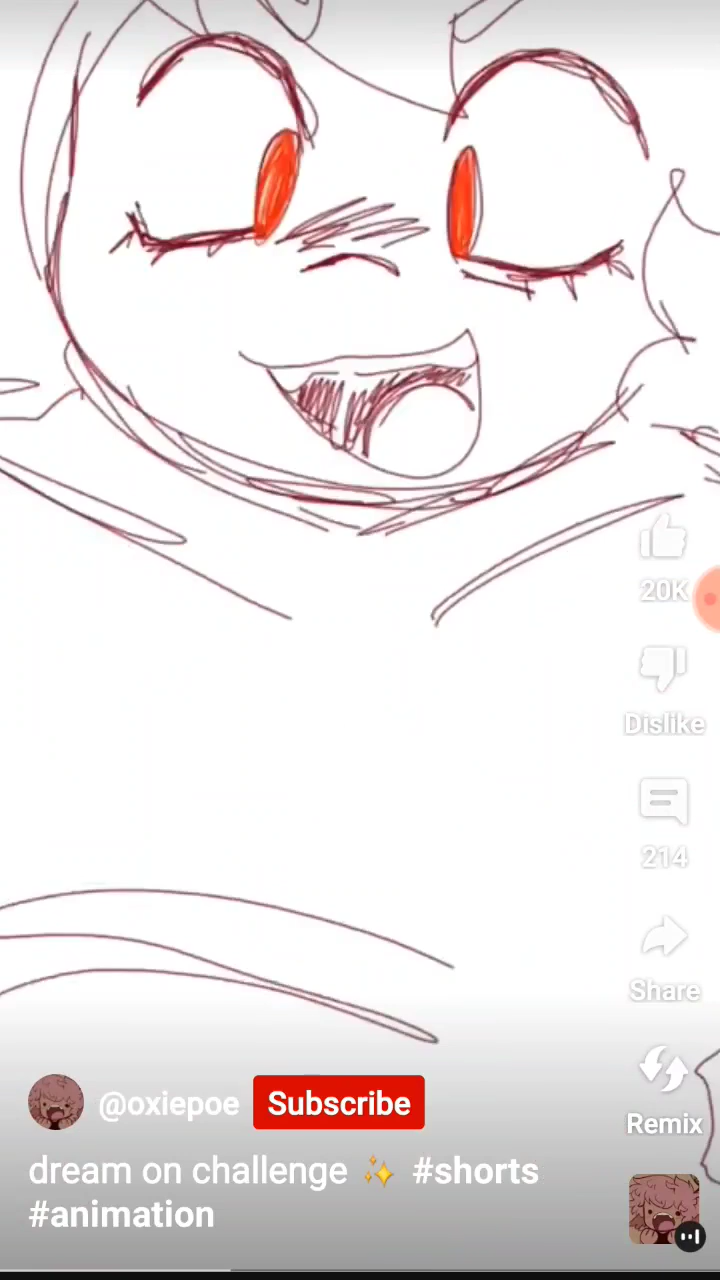 20K
Dislike
214
Share
@oxiepoe Subscribe
Remix
dream on challenge ✨ #shorts
#animation